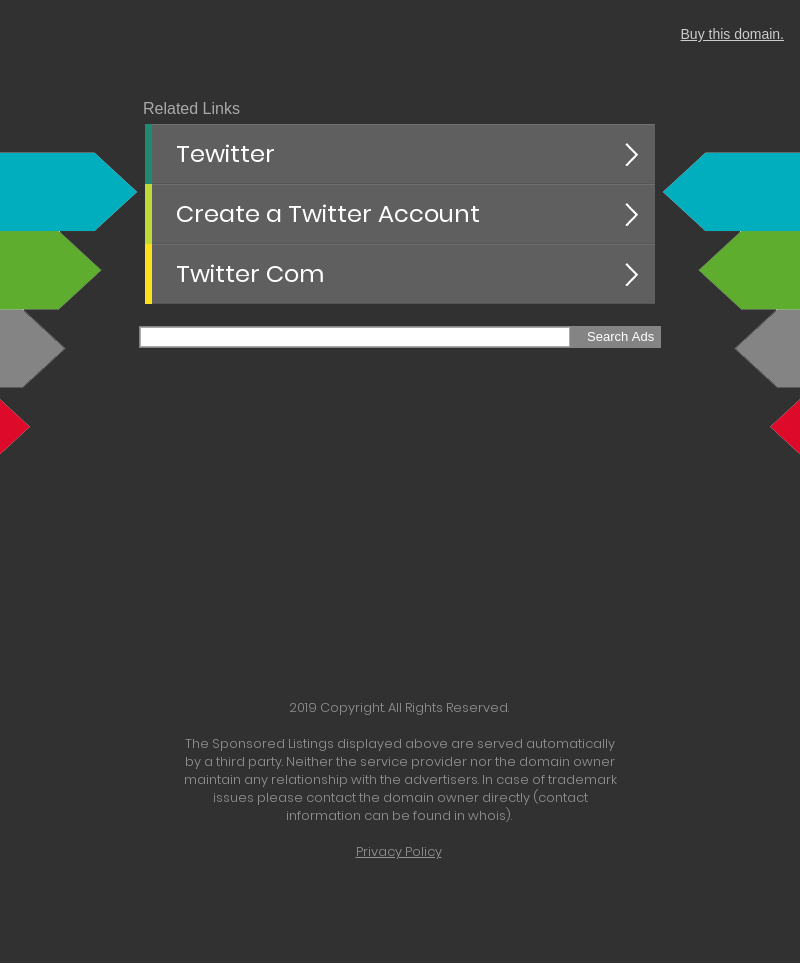 Buy this domain.
Related Links
Tewitter
Create a Twitter Account
Twitter Com
Search Ads
2019 Copyright. All Rights Reserved.
The Sponsored Listings displayed above are served automatically
by a third party. Neither the service provider nor the domain owner
maintain any relationship with the advertisers. In case of trademark
issues please contact the domain owner directly (contact
information can be found in whois).
Privacy Policy